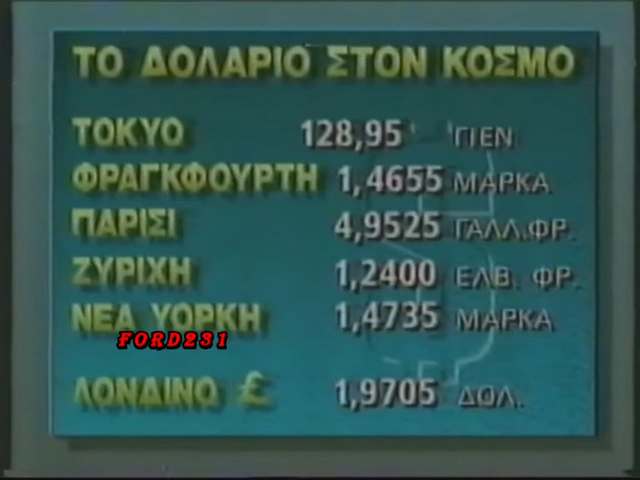 ΤΟ ΔΟΛΑΡΙΟ ΣΤΟΝ ΚΟΣΜΟ
ΤΟΚΥΟ 128,95 ΓΙΕΝ
ΦΡΑΓΚΦΟΥΡΤΗ 1,4655 ΜΑΡΚΑ
ΠΑΡΙΣΙ 4,9525 ΓΑΛΛ.ΦΡ.
ΖΥΡΙΧΗ 1,2400 ΕΛΒ. ΦΡ.
ΝΕΑ ΥΟΡΚΗ 1,4735 ΜΑΡΚΑ
FORD231
ΛΟΝΔΙΝΟ £ 1,9705 ΔΟΛ.